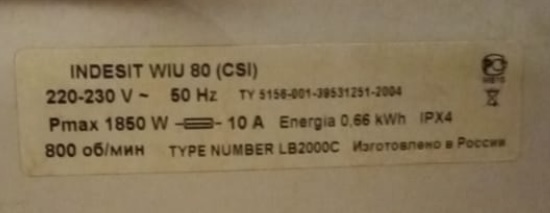 INDESIT WIU 80 (CSI)
220-230 V ~ 50 Hz ТУ 5156-001-39531251-2004
Pmax 1850 W 10 A Energia 0,66 kWh IPX4
800 об/мин TYPE NUMBER LB2000C Изготовлено в России